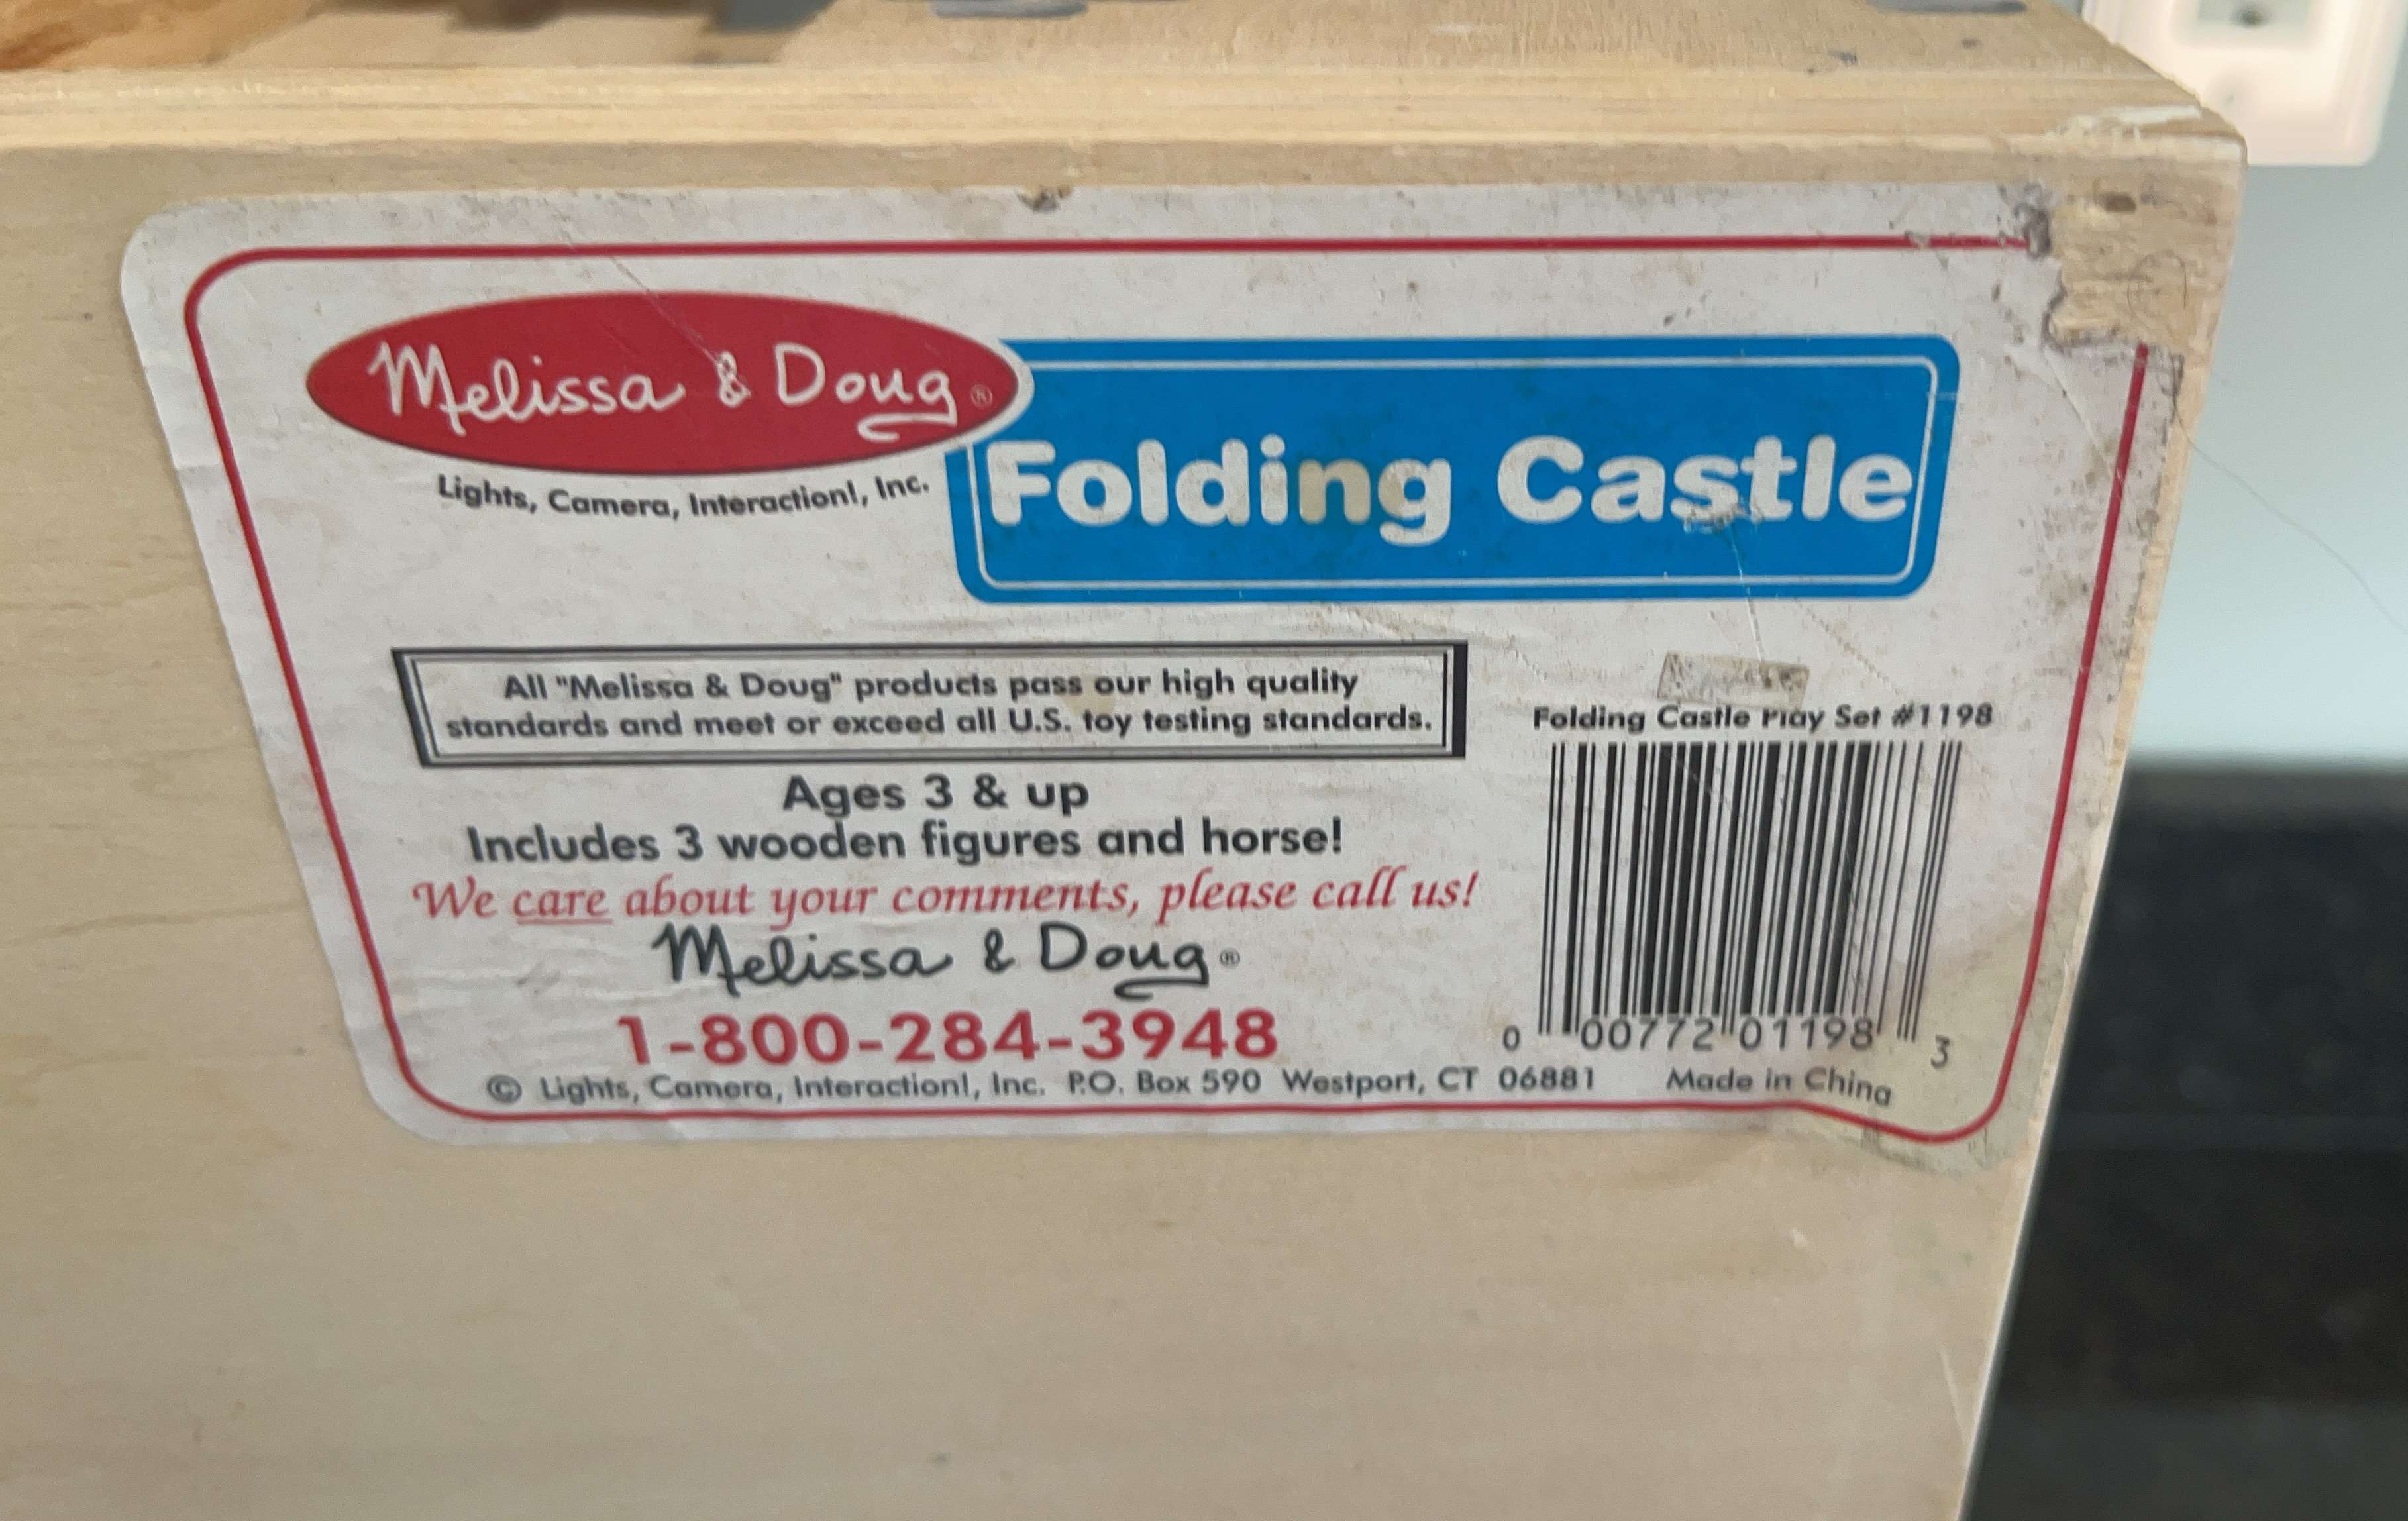 Melissa & Doug®
Lights, Camera, Interaction!, Inc.
Folding Castle
All "Melissa & Doug" products pass our high quality
standards and meet or exceed all U.S. toy testing standards.
Ages 3 & up
Includes 3 wooden figures and horse!
We care about your comments, please call us!
Melissa & Doug®
1-800-284-3948
© Lights, Camera, Interaction!, Inc. P.O. Box 590 Westport, CT 06881
Folding Castle Play Set #1198
0 00772 01198 3
Made in China